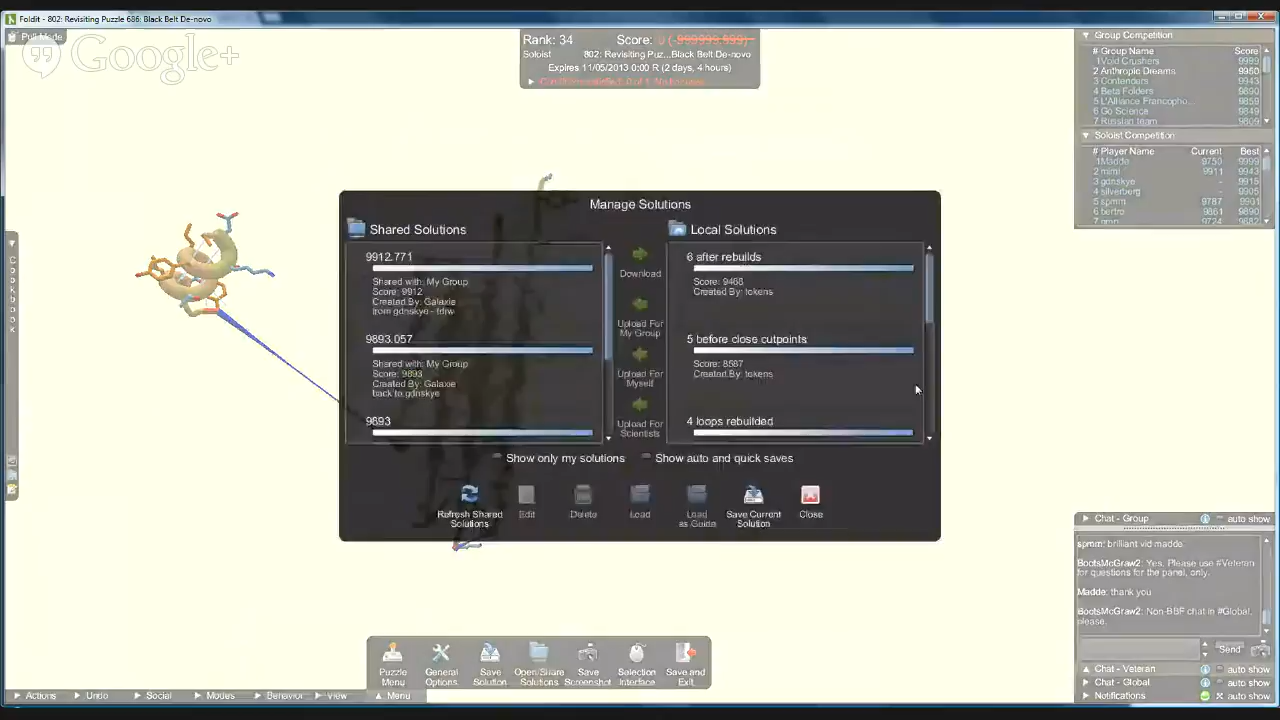 Foldit - 802: Revisiting Puzzle 686: Black Belt De-novo
Pull Mode
Google+
Rank: 34 Score:
Soloist 802: Revisiting Puz...Black Belt De-novo
Expires 11/05/2013 0:00 R (2 days, 4 hours)
Group Competition
# Group Name Score
1 Void Crushers 9989
2 Anthropic Dreams 9950
3 Contenders 9943
4 Beta Folders 9890
5 L'Alliance Francopho... 9859
6 Go Science 9849
7 Russian team 9809
Soloist Competition
# Player Name Current Best
1 Madde 9750 9999
2 mimi 9911 9943
3 gdnskye - 9915
4 silverberg - 9905
5 spmm 9787 9901
6 bertro 9861 9890
Cookbook
Manage Solutions
Shared Solutions
9912.771
Shared with: My Group
Score: 9912
Created By: Galaxie
from gdnskye - tdrw
9893.057
Shared with: My Group
Score: 9893
Created By: Galaxie
back to gdnskye
9893
Download
Upload For My Group
Upload For Myself
Upload For Scientists
Local Solutions
6 after rebuilds
Score: 9468
Created By: tokens
5 before close cutpoints
Score: 8587
Created By: tokens
4 loops rebuilded
Show only my solutions
Show auto and quick saves
Refresh Shared Solutions
Edit
Delete
Load
Load as Guide
Save Current Solution
Close
Chat - Group auto show
spmm: brilliant vid madde
BootsMcGraw2: Yes. Please use #Veteran
for questions for the panel, only.
Madde: thank you
BootsMcGraw2: Non-BBF chat in #Global,
please.
Send
Chat - Veteran auto show
Chat - Global auto show
Notifications auto show
Puzzle Menu
General Options
Save Solution
Open/Share Solutions
Save Screenshot
Selection Interface
Save and Exit
Actions Undo Social Modes Behavior View Menu